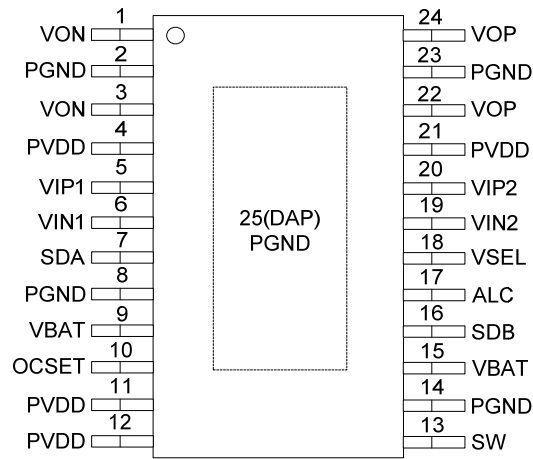 1 24
VON VOP
2 23
PGND PGND
3 22
VON VOP
4 21
PVDD PVDD
5 20
VIP1 VIP2
6 19
VIN1 VIN2
25(DAP)
PGND
7 18
SDA VSEL
8 17
PGND ALC
9 16
VBAT SDB
10 15
OCSET VBAT
11 14
PVDD PGND
12 13
PVDD SW